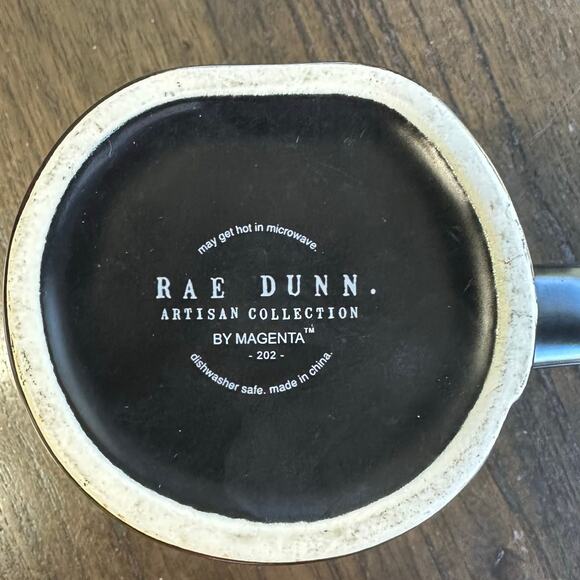 may get hot in microwave.
RAE DUNN.
ARTISAN COLLECTION
BY MAGENTA™
- 202 -
dishwasher safe. made in china.